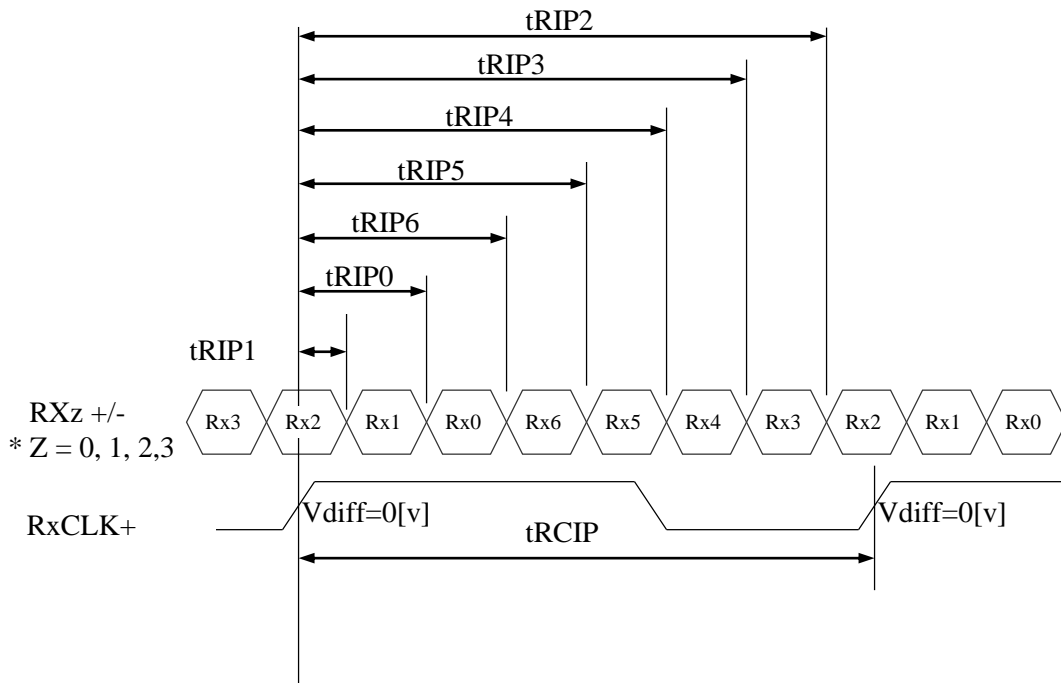 tRIP2
tRIP3
tRIP4
tRIP5
tRIP6
tRIP0
tRIP1
RXz +/-
* Z = 0, 1, 2,3
Rx3 Rx2 Rx1 Rx0 Rx6 Rx5 Rx4 Rx3 Rx2 Rx1 Rx0
RxCLK+
Vdiff=0[v] Vdiff=0[v]
tRCIP